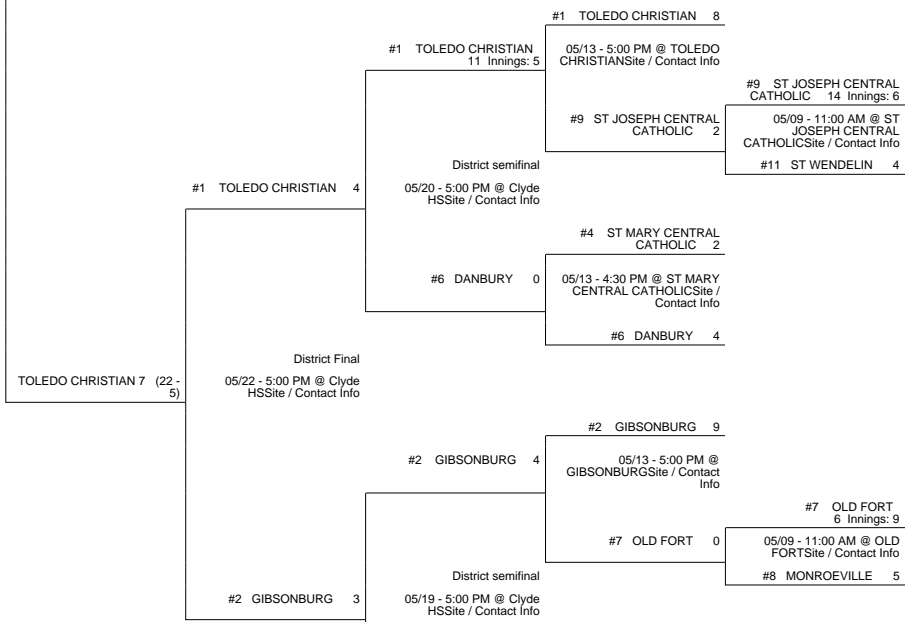 #1 TOLEDO CHRISTIAN 8
#1 TOLEDO CHRISTIAN
11 Innings: 5
05/13 - 5:00 PM @ TOLEDO
CHRISTIANSite / Contact Info
#9 ST JOSEPH CENTRAL
CATHOLIC 14 Innings: 6
#9 ST JOSEPH CENTRAL
CATHOLIC 2
05/09 - 11:00 AM @ ST
JOSEPH CENTRAL
CATHOLICSite / Contact Info
#11 ST WENDELIN 4
District semifinal
05/20 - 5:00 PM @ Clyde
HSSite / Contact Info
#1 TOLEDO CHRISTIAN 4
#4 ST MARY CENTRAL
CATHOLIC 2
#6 DANBURY 0
05/13 - 4:30 PM @ ST MARY
CENTRAL CATHOLICSite /
Contact Info
#6 DANBURY 4
District Final
05/22 - 5:00 PM @ Clyde
HSSite / Contact Info
TOLEDO CHRISTIAN 7 (22 -
5)
#2 GIBSONBURG 9
#2 GIBSONBURG 4
05/13 - 5:00 PM @
GIBSONBURGSite / Contact
Info
#7 OLD FORT
6 Innings: 9
#7 OLD FORT 0
05/09 - 11:00 AM @ OLD
FORTSite / Contact Info
#8 MONROEVILLE 5
District semifinal
05/19 - 5:00 PM @ Clyde
HSSite / Contact Info
#2 GIBSONBURG 3